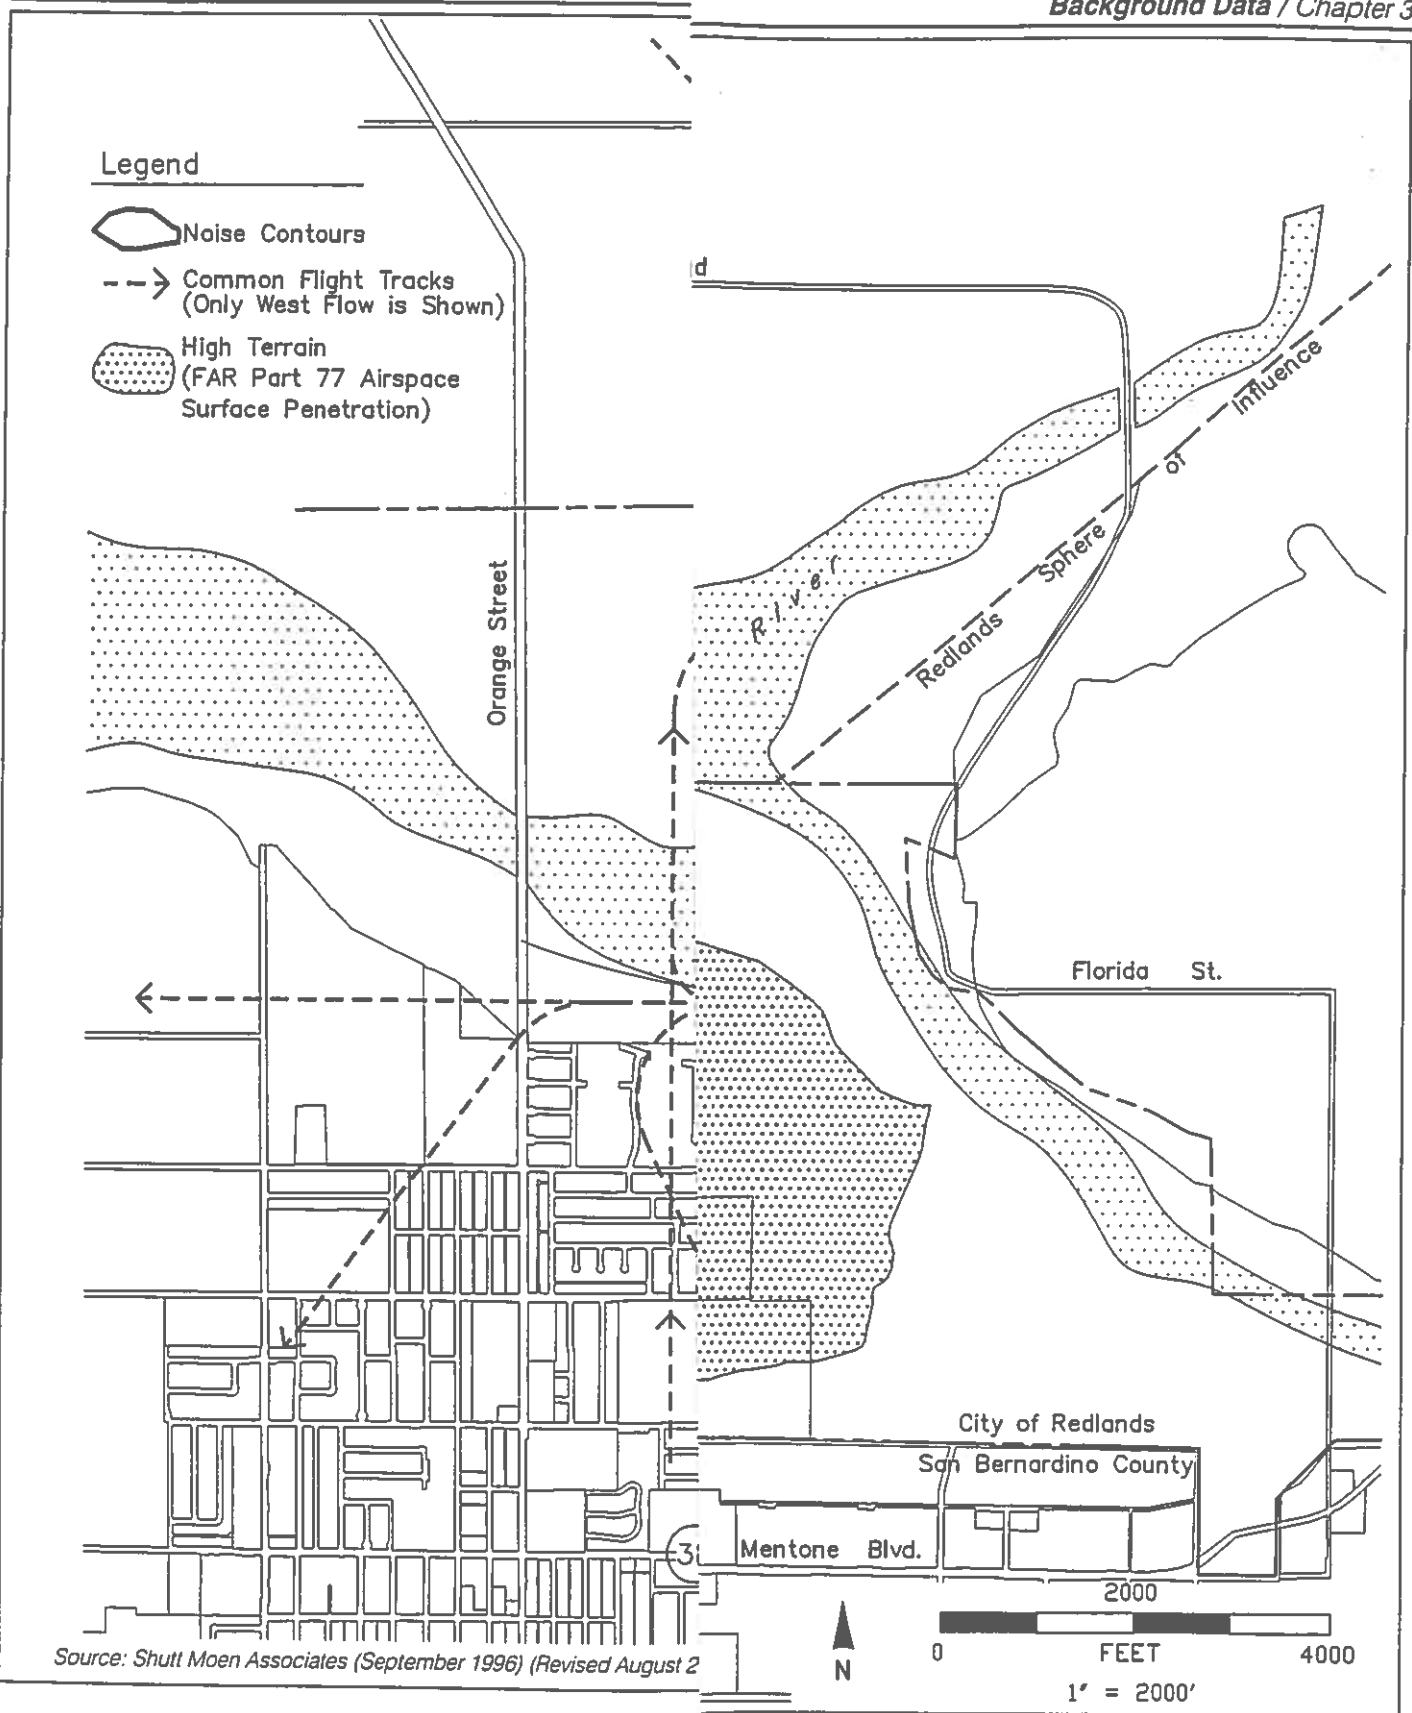 Background Data / Chapter 3
Legend
Noise Contours
Common Flight Tracks
(Only West Flow is Shown)
High Terrain
(FAR Part 77 Airspace
Surface Penetration)
d
Orange Street
River
Redlands Sphere of Influence
Florida St.
City of Redlands
San Bernardino County
3
Mentone Blvd.
2000
0 FEET 4000
N
1" = 2000'
Source: Shutt Moen Associates (September 1996) (Revised August 2